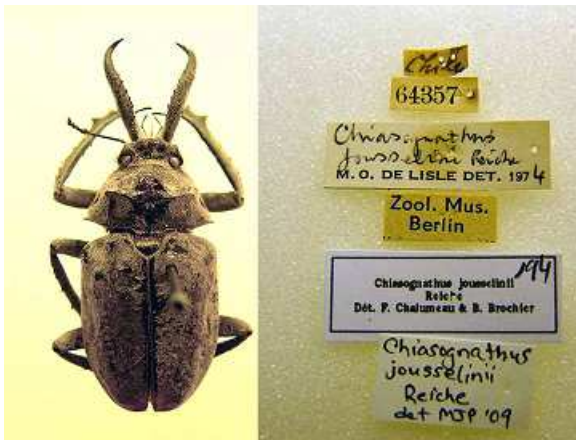 Chile
64357
Chiasognathus
jousselini Reiche
M. O. DE LISLE DET. 1974
Zool. Mus.
Berlin
194
Chiasognathus jousselinii
Reiche
Dét. F. Chalumeau & B. Brochier
Chiasognathus
jousselinii
Reiche
det MJP '09